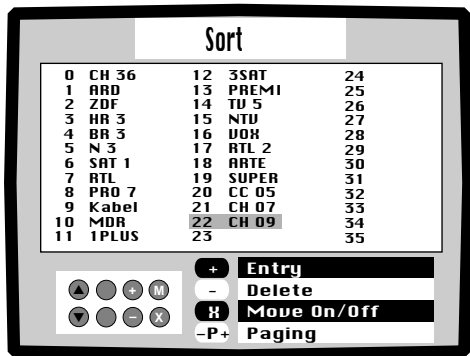 Sort
0 CH 36 12 3SAT 24
1 ARD 13 PREMI 25
2 ZDF 14 TV 5 26
3 HR 3 15 NTV 27
4 BR 3 16 VOX 28
5 N 3 17 RTL 2 29
6 SAT 1 18 ARTE 30
7 RTL 19 SUPER 31
8 PRO 7 20 CC 05 32
9 Kabel 21 CH 07 33
10 MDR 22 CH 09 34
11 1PLUS 23 35
+ Entry
- Delete
X Move On/Off
-P+ Paging
+ M
- X